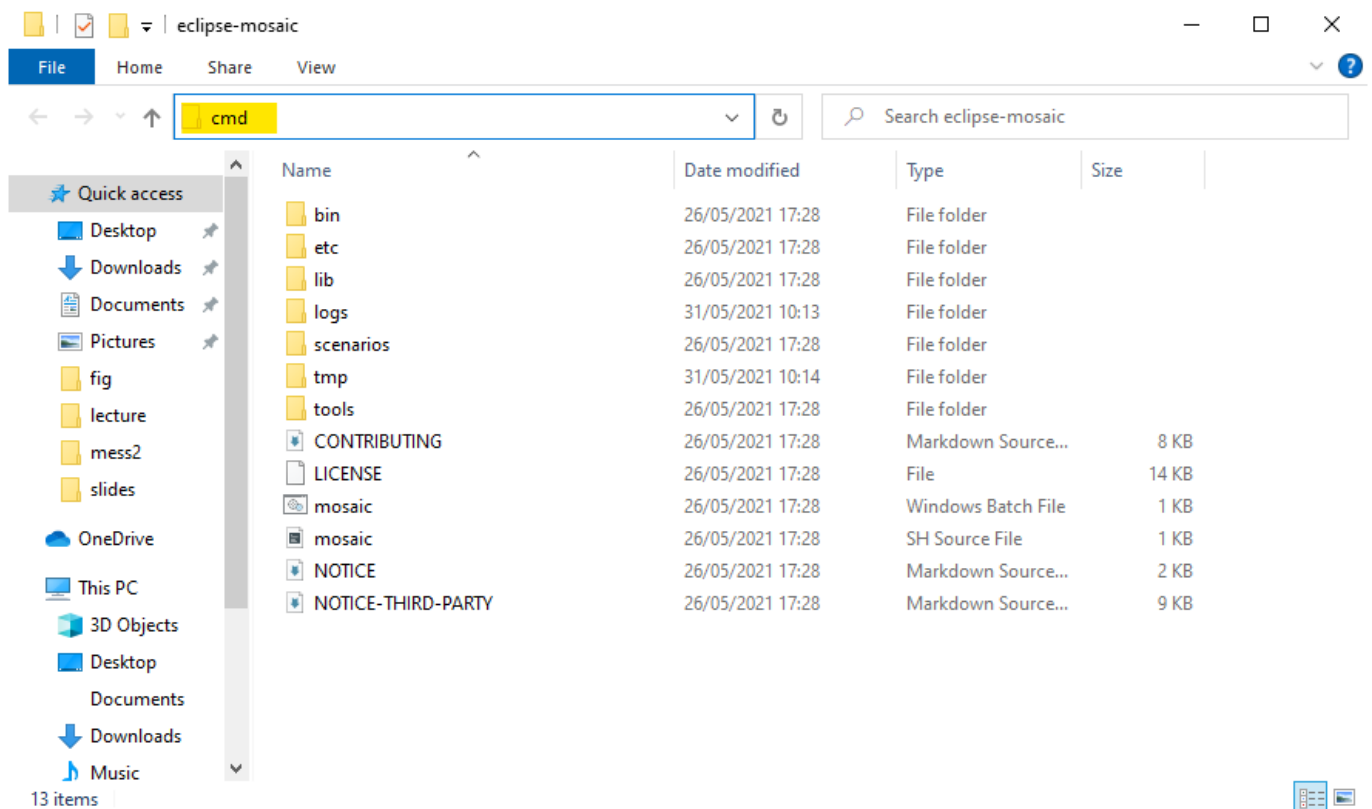 eclipse-mosaic
File Home Share View
?
cmd
Search eclipse-mosaic
Name Date modified Type Size
Quick access
Desktop
Downloads
Documents
Pictures
fig
lecture
mess2
slides
OneDrive
This PC
3D Objects
Desktop
Documents
Downloads
Music
bin 26/05/2021 17:28 File folder
etc 26/05/2021 17:28 File folder
lib 26/05/2021 17:28 File folder
logs 31/05/2021 10:13 File folder
scenarios 26/05/2021 17:28 File folder
tmp 31/05/2021 10:14 File folder
tools 26/05/2021 17:28 File folder
CONTRIBUTING 26/05/2021 17:28 Markdown Source... 8 KB
LICENSE 26/05/2021 17:28 File 14 KB
mosaic 26/05/2021 17:28 Windows Batch File 1 KB
mosaic 26/05/2021 17:28 SH Source File 1 KB
NOTICE 26/05/2021 17:28 Markdown Source... 2 KB
NOTICE-THIRD-PARTY 26/05/2021 17:28 Markdown Source... 9 KB
13 items